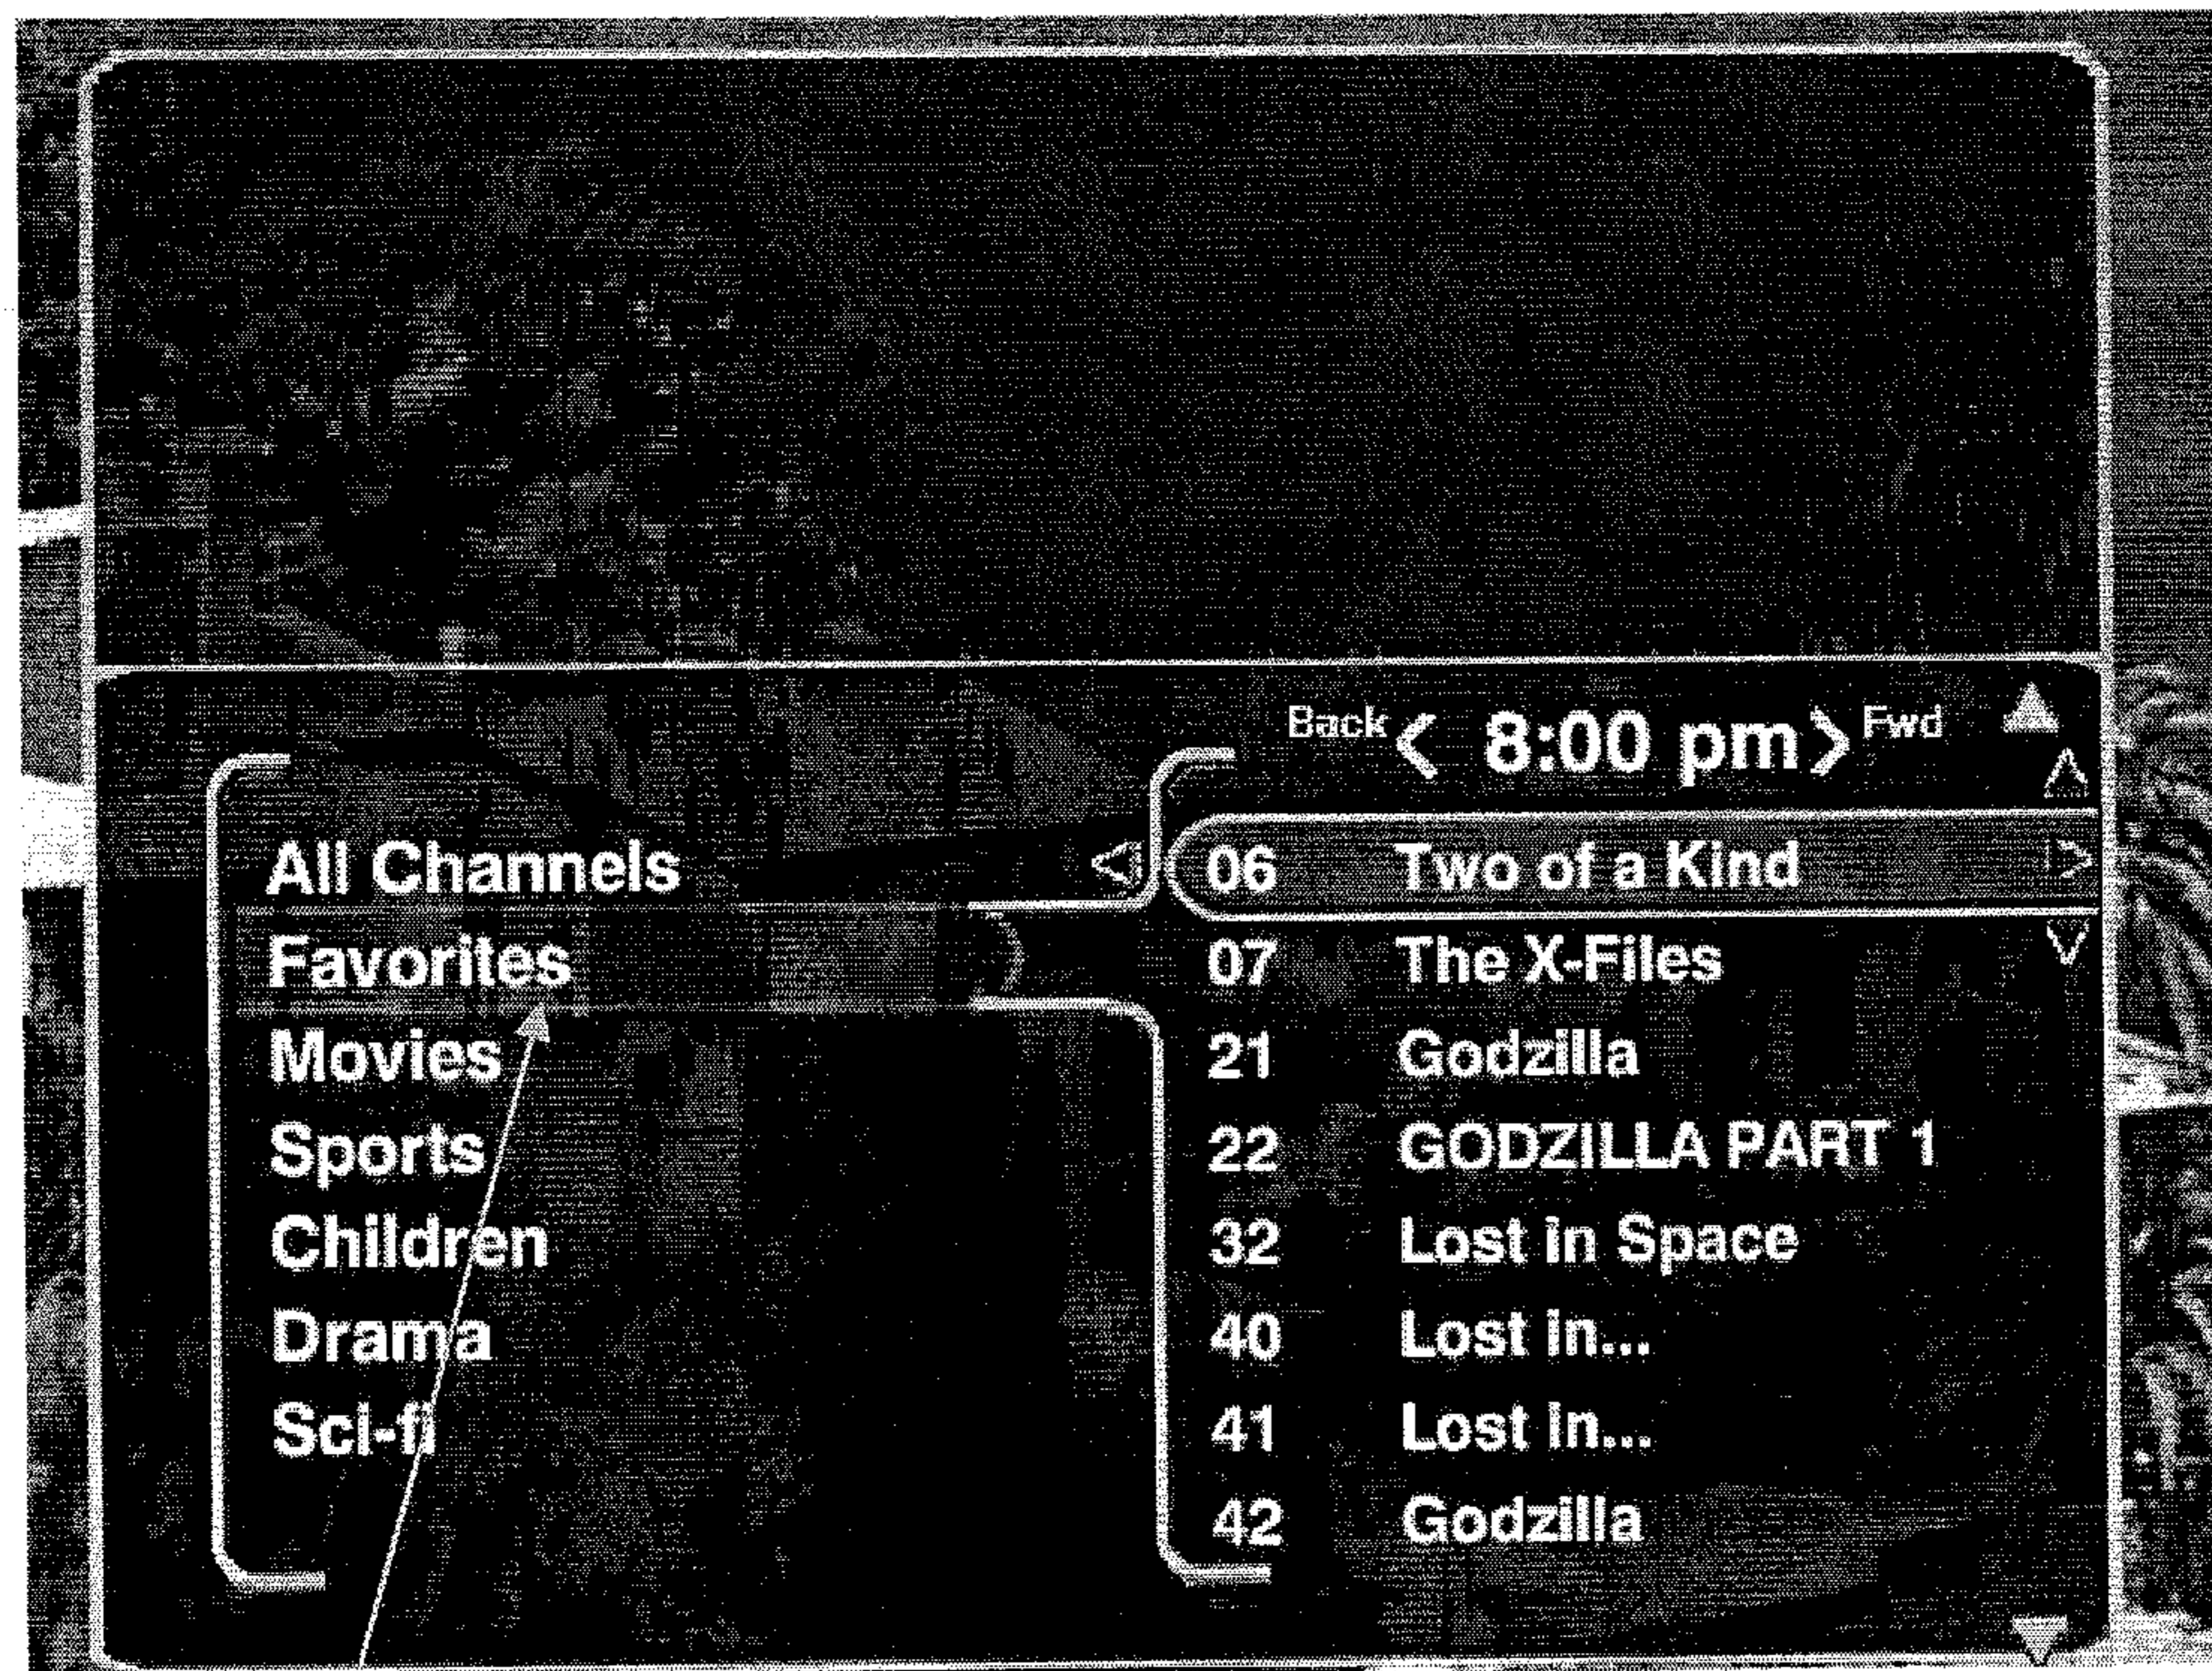 Back < 8:00 pm > Fwd
All Channels
Favorites
Movies
Sports
Children
Drama
Sci-fi
06 Two of a Kind
07 The X-Files
21 Godzilla
22 GODZILLA PART 1
32 Lost in Space
40 Lost in...
41 Lost in...
42 Godzilla